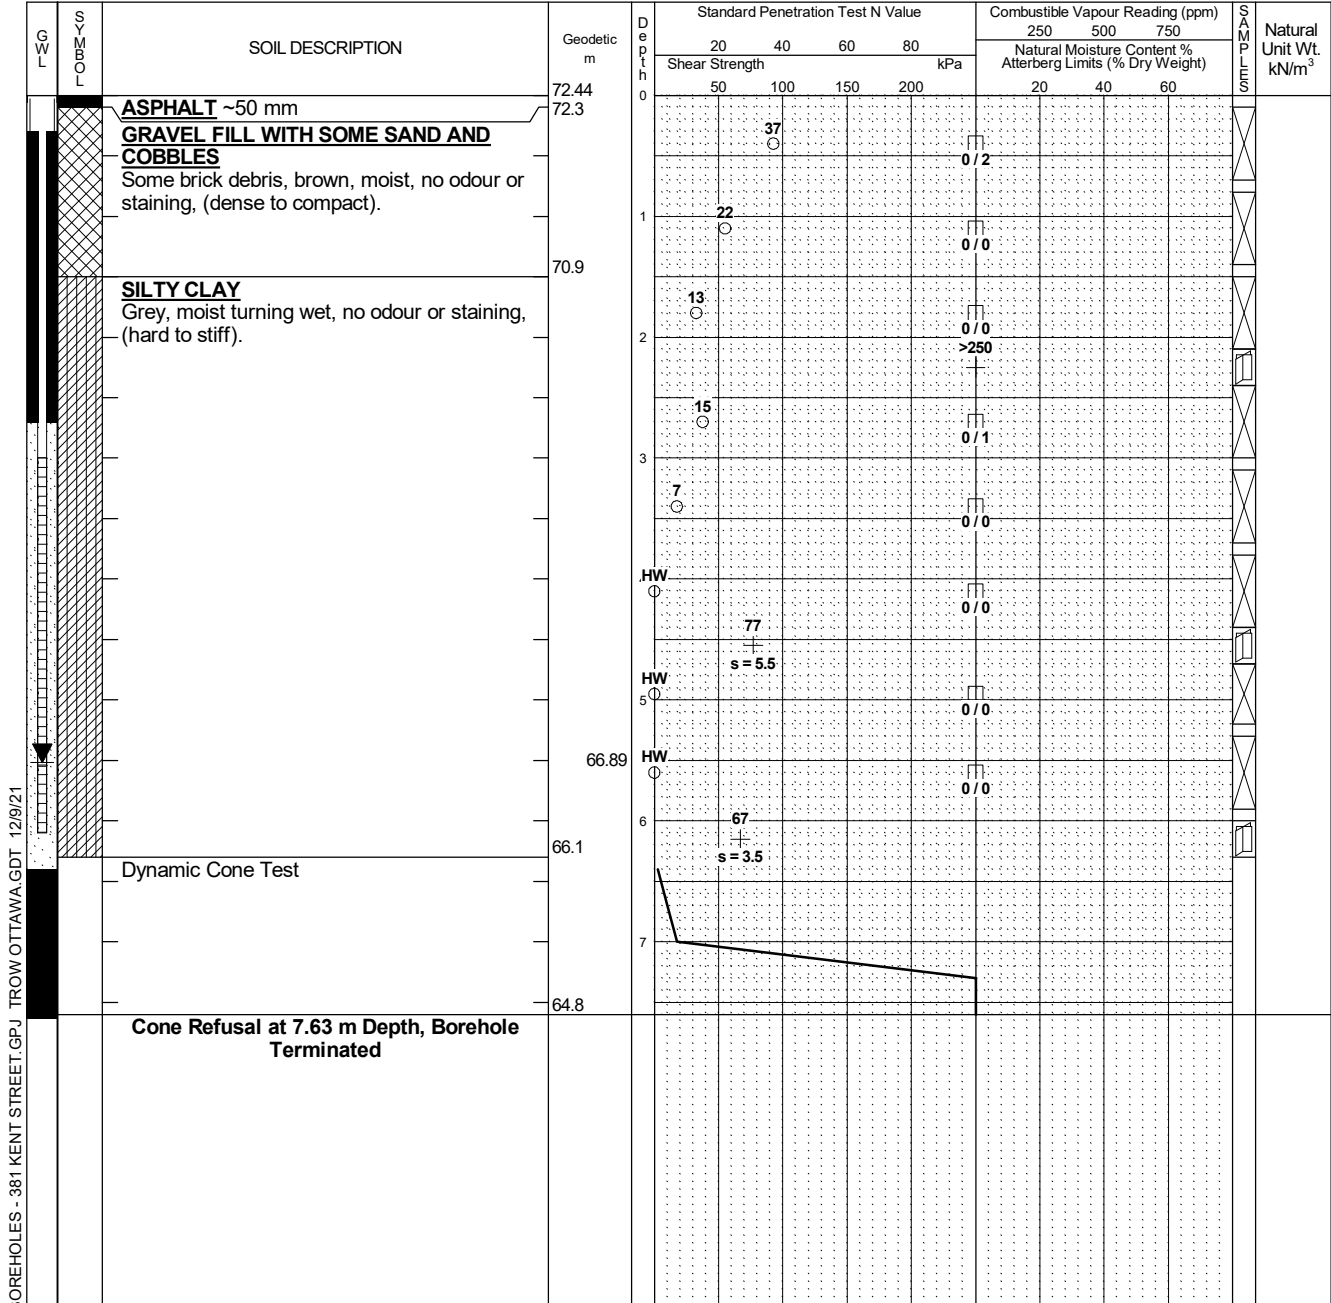 GWL
SYMBOL
SOIL DESCRIPTION
Geodetic
m
Depth
Standard Penetration Test N Value
20 40 60 80
Shear Strength kPa
50 100 150 200
Combustible Vapour Reading (ppm)
250 500 750
Natural Moisture Content %
Atterberg Limits (% Dry Weight)
20 40 60
SAMPLES
Natural
Unit Wt.
kN/m³
72.44
0
ASPHALT ~50 mm
72.3
GRAVEL FILL WITH SOME SAND AND
COBBLES
Some brick debris, brown, moist, no odour or
staining, (dense to compact).
37
0 / 2
22
1
0 / 0
70.9
SILTY CLAY
Grey, moist turning wet, no odour or staining,
(hard to stiff).
13
0 / 0
2
>250
15
0 / 1
3
7
0 / 0
HW
0 / 0
77
s = 5.5
HW
5
0 / 0
HW
66.89
0 / 0
6
67
66.1
s = 3.5
Dynamic Cone Test
7
64.8
Cone Refusal at 7.63 m Depth, Borehole
Terminated
BOREHOLES - 381 KENT STREET.GPJ TROW OTTAWA.GDT 12/9/21